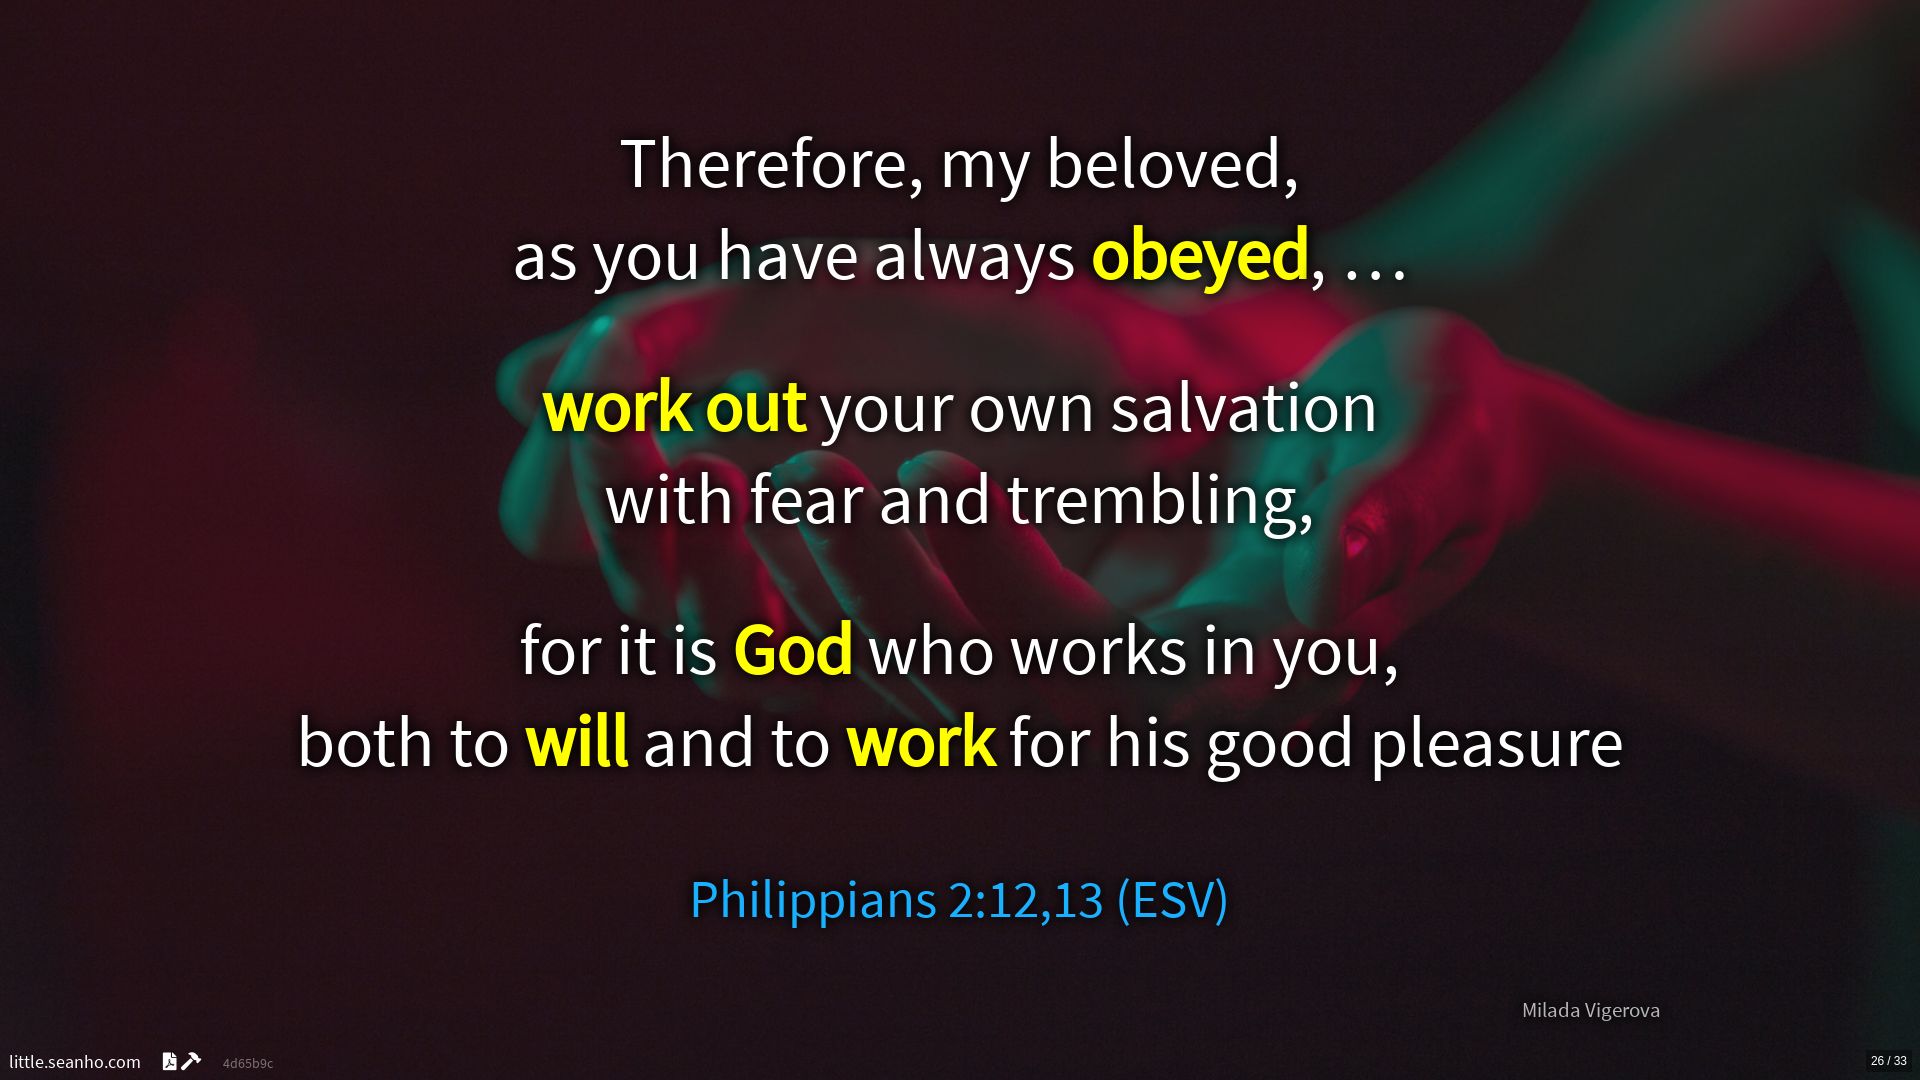 Therefore, my beloved,
as you have always obeyed, …
work out your own salvation
with fear and trembling,
for it is God who works in you,
both to will and to work for his good pleasure
Philippians 2:12,13 (ESV)
Milada Vigerova
little.seanho.com 4d65b9c
26 / 33